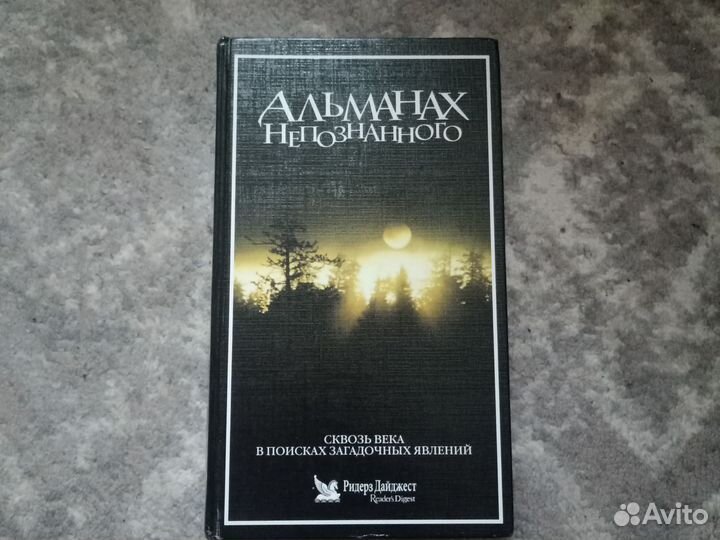 АЛЬМАНАХ
НЕПОЗНАННОГО
СКВОЗЬ ВЕКА
В ПОИСКАХ ЗАГАДОЧНЫХ ЯВЛЕНИЙ
Ридерз Дайджест
Reader's Digest
Avito